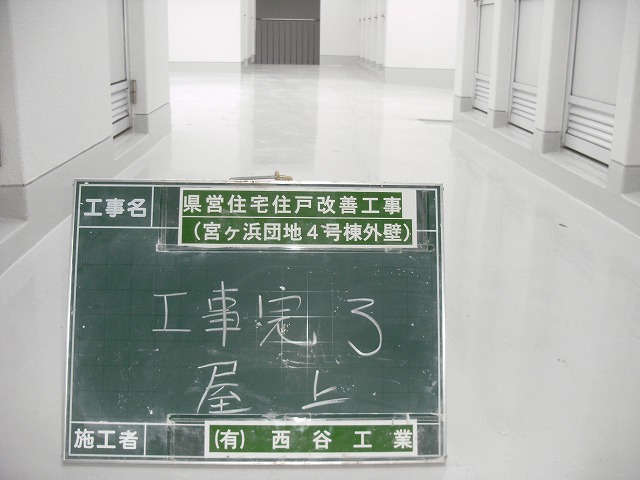 工事名
県営住宅住戸改善工事
（宮ヶ浜団地４号棟外壁）
工事完了
屋上
施工者
(有) 西谷工業